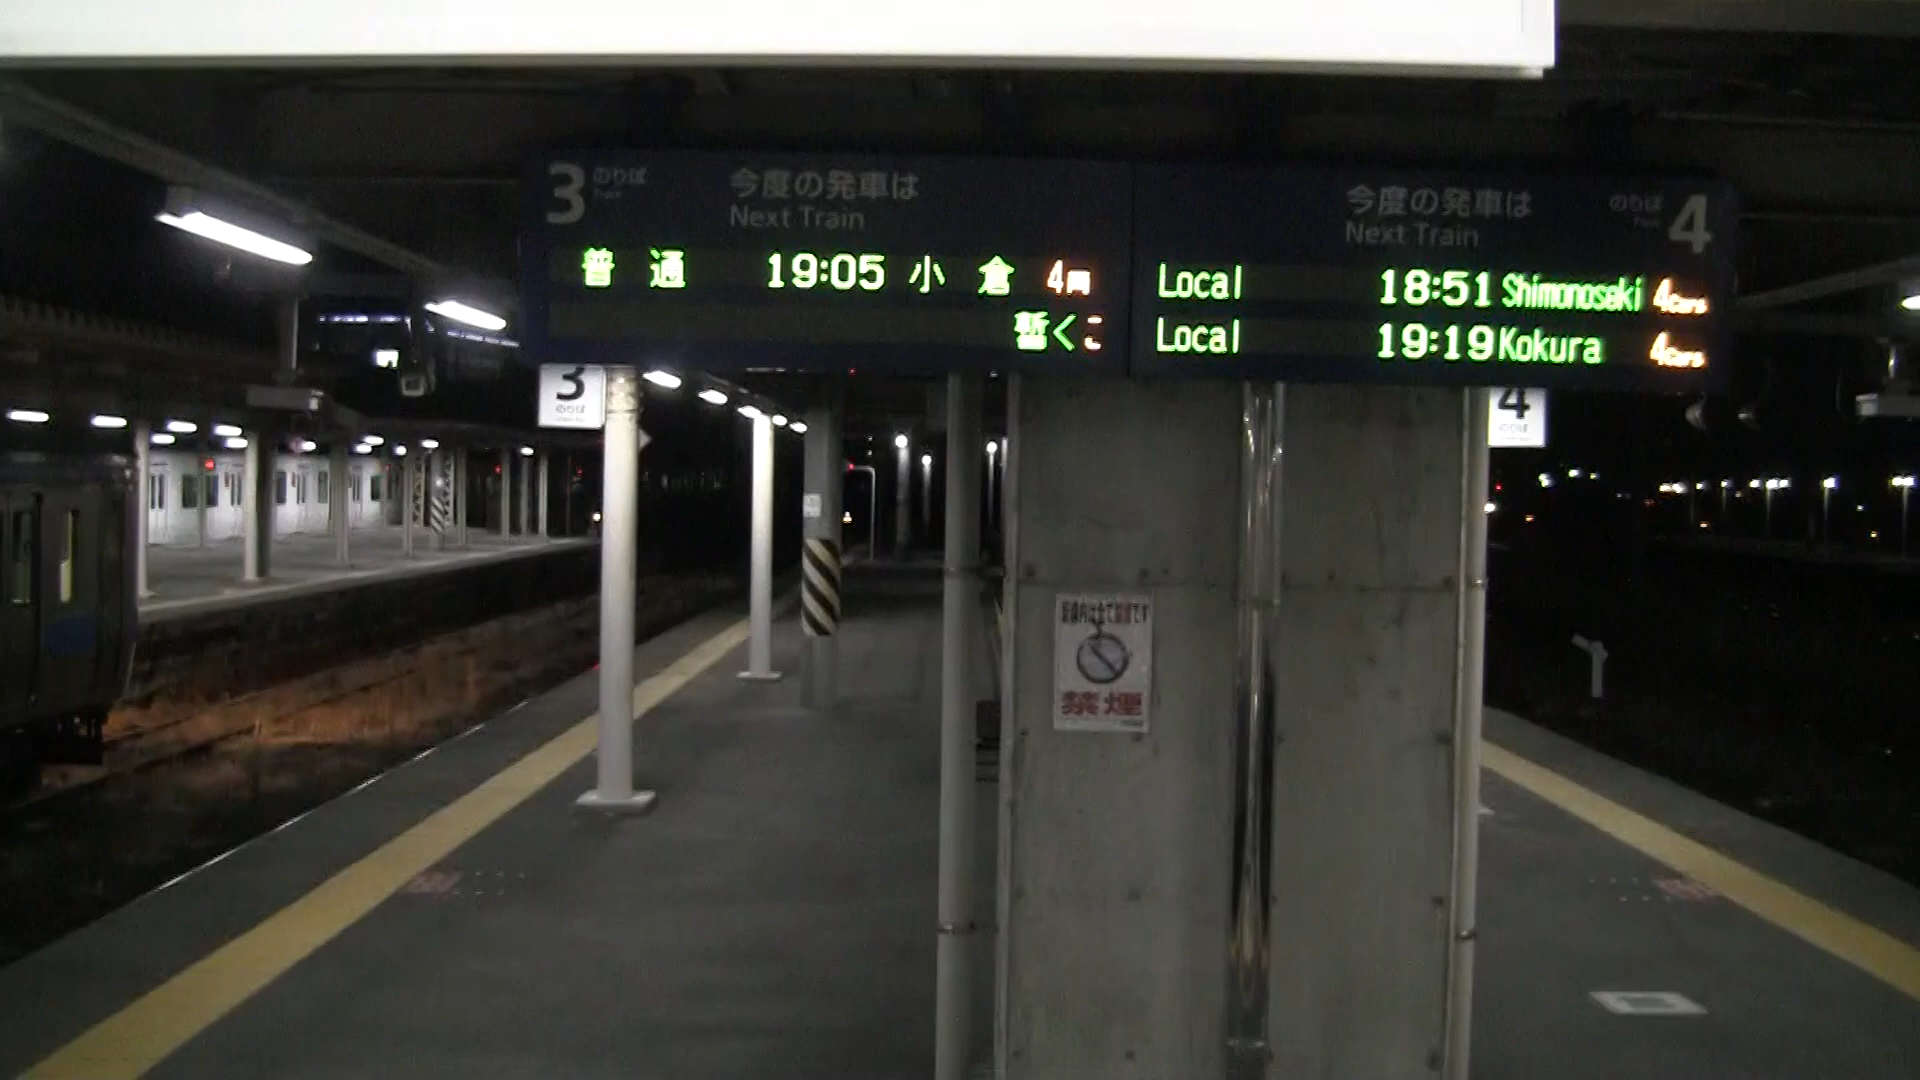 3 のりば
今度の発車は
Next Train
普通 19:05 小倉 4両
暫くこ
今度の発車は
Next Train
のりば 4
Local 18:51 Shimonoseki 4cars
Local 19:19 Kokura 4cars
3
のりば
4
のりば
禁煙